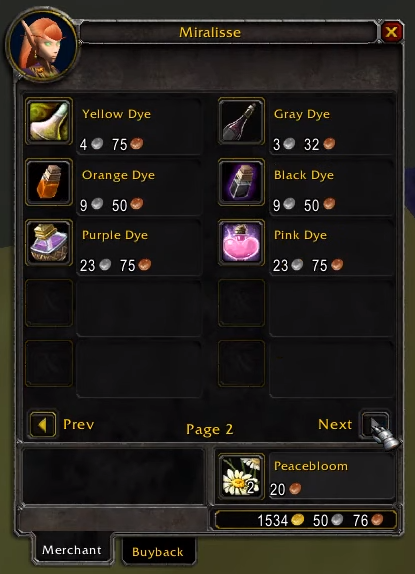 Miralisse
Yellow Dye
4 75
Gray Dye
3 32
Orange Dye
9 50
Black Dye
9 50
Purple Dye
23 75
Pink Dye
23 75
Prev
Page 2
Next
Peacebloom
2
20
1534 50 76
Merchant
Buyback